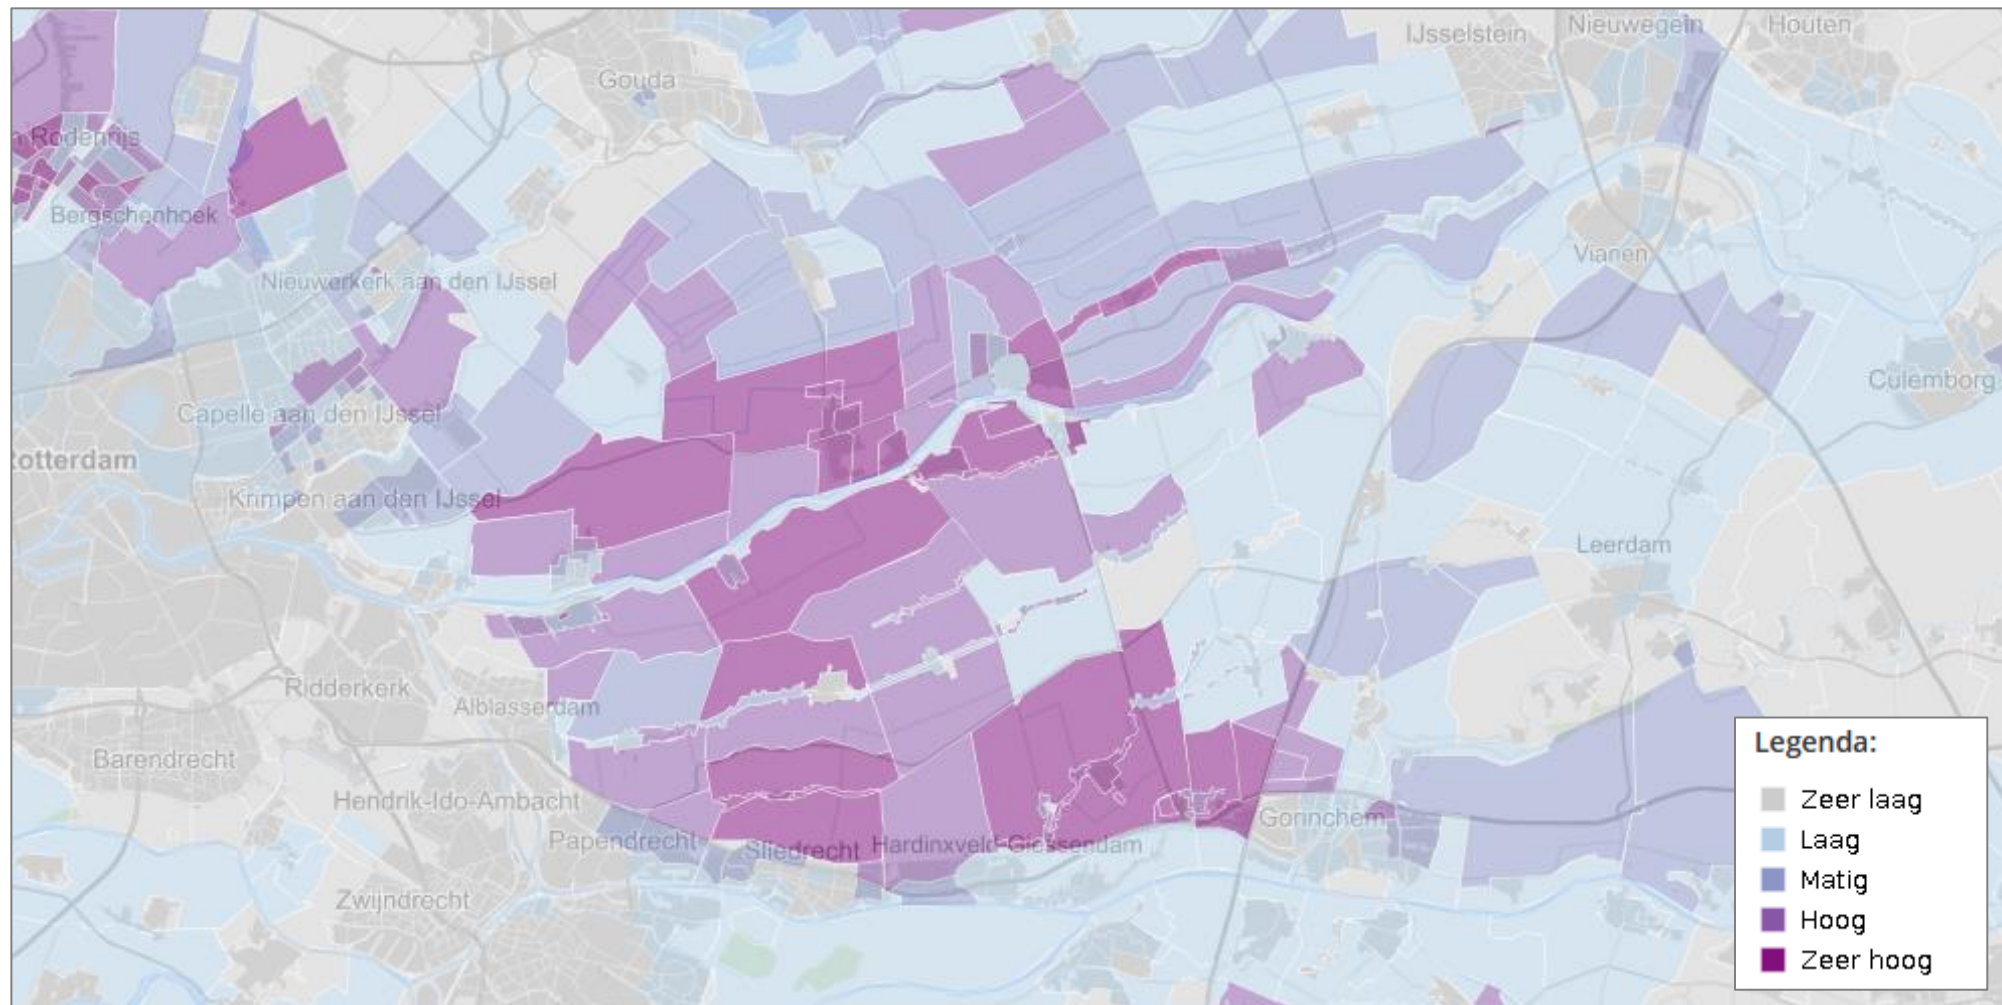 IJsselstein
Nieuwegein
Houten
Gouda
n Rodenrijs
Bergschenhoek
Nieuwerkerk aan den IJssel
Vianen
Culemborg
Capelle aan den IJssel
Rotterdam
Krimpen aan den IJssel
Leerdam
Ridderkerk
Alblasserdam
Barendrecht
Hendrik-Ido-Ambacht
Papendrecht
Sliedrecht
Hardinxveld-Giessendam
Gorinchem
Zwijndrecht
Legenda:
Zeer laag
Laag
Matig
Hoog
Zeer hoog